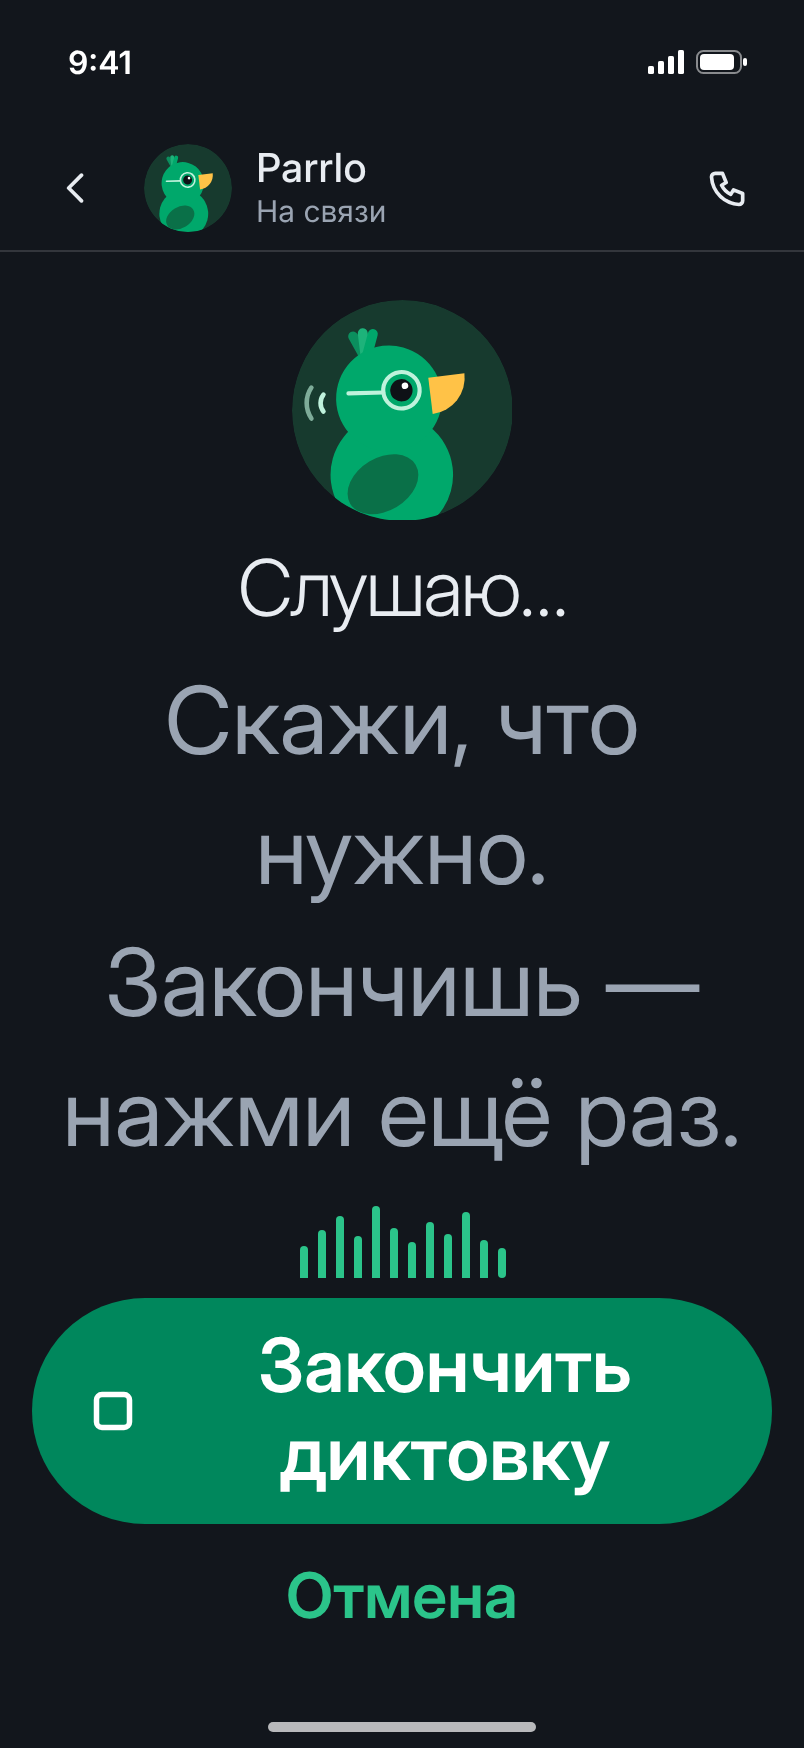 9:41
Parrlo
На связи
Слушаю...
Скажи, что
нужно.
Закончишь —
нажми ещё раз.
Закончить
диктовку
Отмена